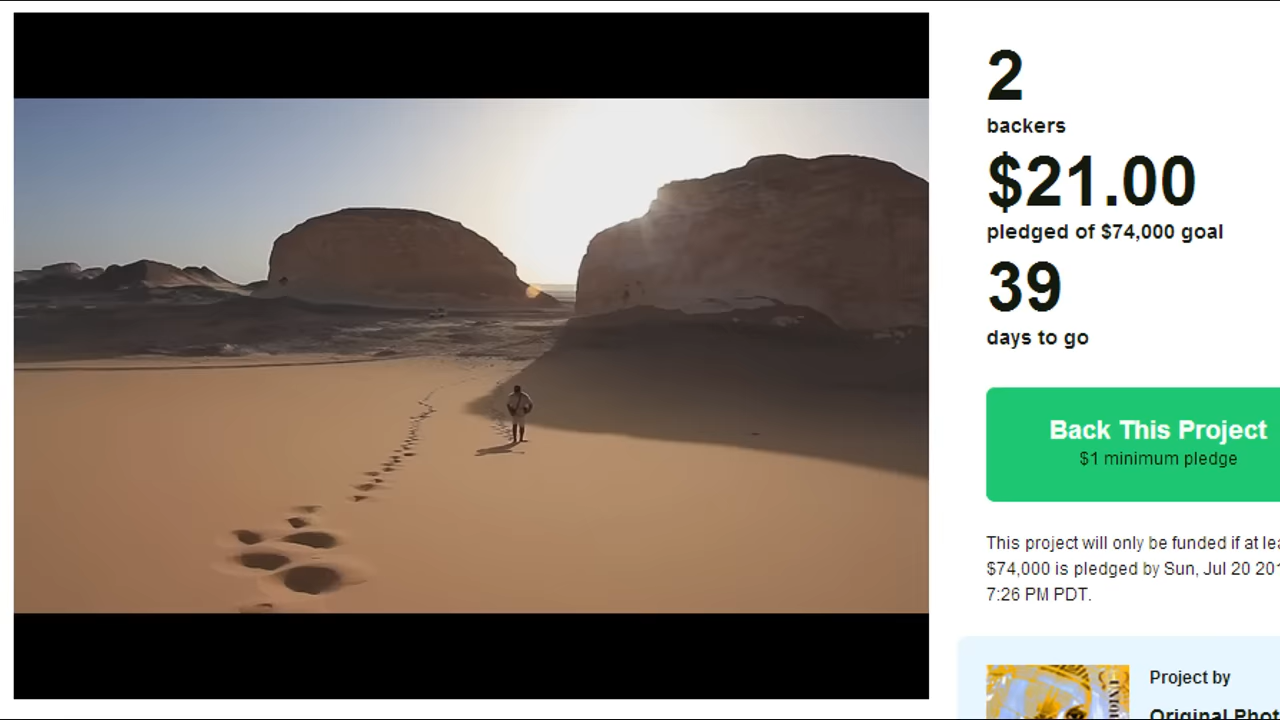 2
backers
$21.00
pledged of $74,000 goal
39
days to go
Back This Project
$1 minimum pledge
This project will only be funded if at
$74,000 is pledged by Sun, Jul 20
7:26 PM PDT.
Project by
Original